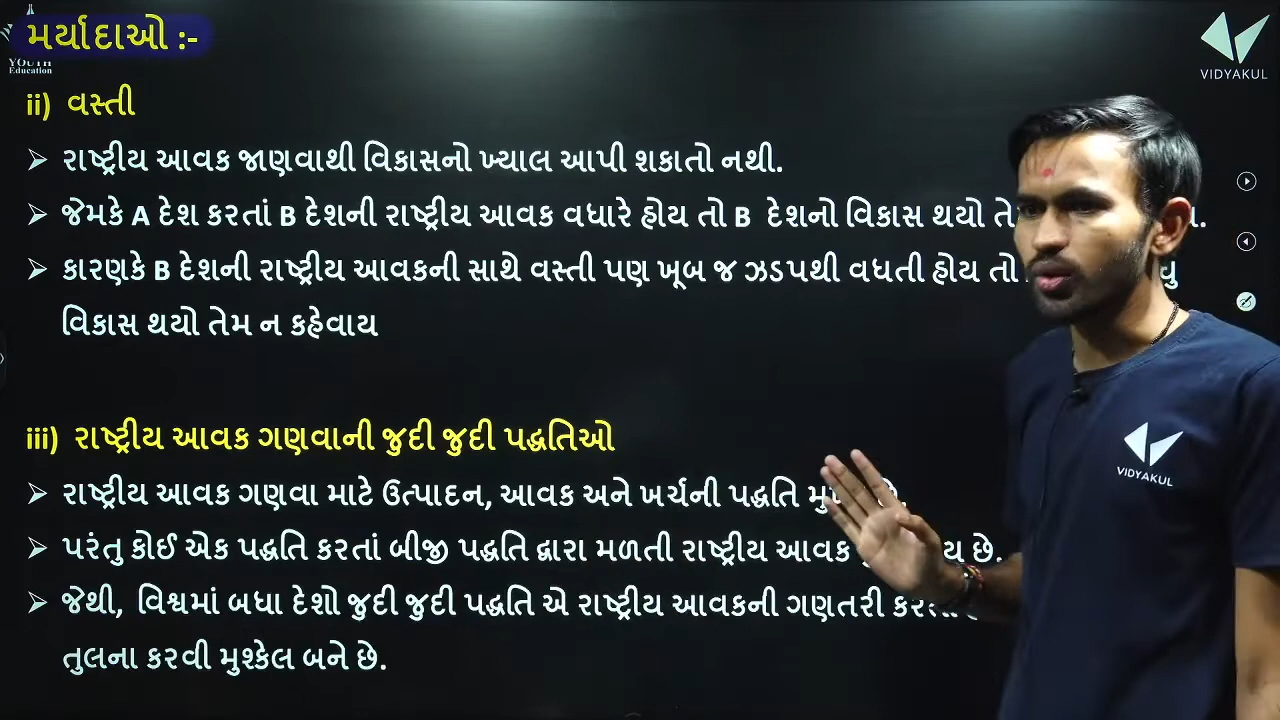 મર્યાદાઓ :-
YOUTH
Education
VIDYAKUL
ii) વસ્તી
➢ રાષ્ટ્રીય આવક જાણવાથી વિકાસનો ખ્યાલ આપી શકાતો નથી.
➢ જેમકે A દેશ કરતાં B દેશની રાષ્ટ્રીય આવક વધારે હોય તો B દેશનો વિકાસ થયો
➢ કારણકે B દેશની રાષ્ટ્રીય આવકની સાથે વસ્તી પણ ખૂબ જ ઝડપથી વધતી હોય તો
વિકાસ થયો તેમ ન કહેવાય
iii) રાષ્ટ્રીય આવક ગણવાની જુદી જુદી પદ્ધતિઓ
➢ રાષ્ટ્રીય આવક ગણવા માટે ઉત્પાદન, આવક અને ખર્ચની પદ્ધતિ
➢ પરંતુ કોઈ એક પદ્ધતિ કરતાં બીજી પદ્ધતિ દ્વારા મળતી રાષ્ટ્રીય આવક છે.
➢ જેથી, વિશ્વમાં બધા દેશો જુદી જુદી પદ્ધતિ એ રાષ્ટ્રીય આવકની ગણતરી
તુલના કરવી મુશ્કેલ બને છે.
VIDYAKUL